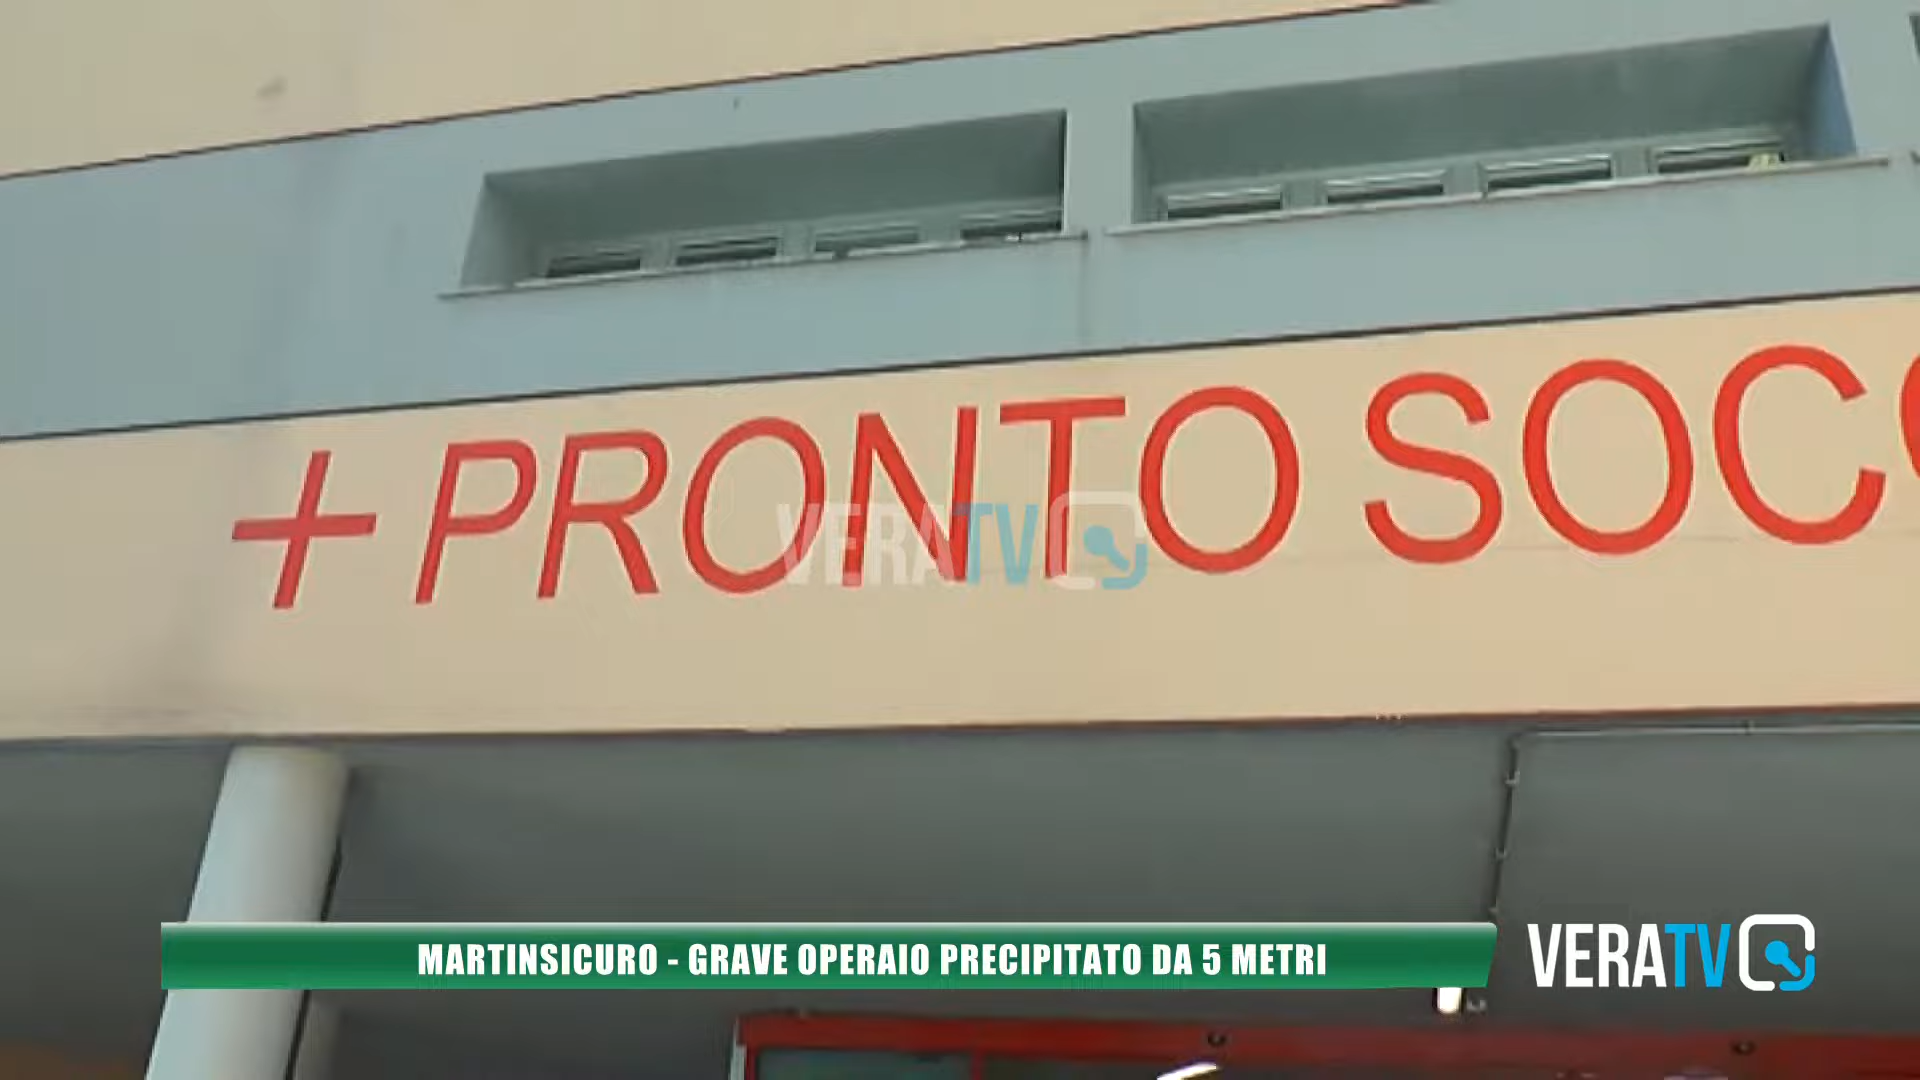 + PRONTO SOCC
VERATV
MARTINSICURO - GRAVE OPERAIO PRECIPITATO DA 5 METRI
VERATV